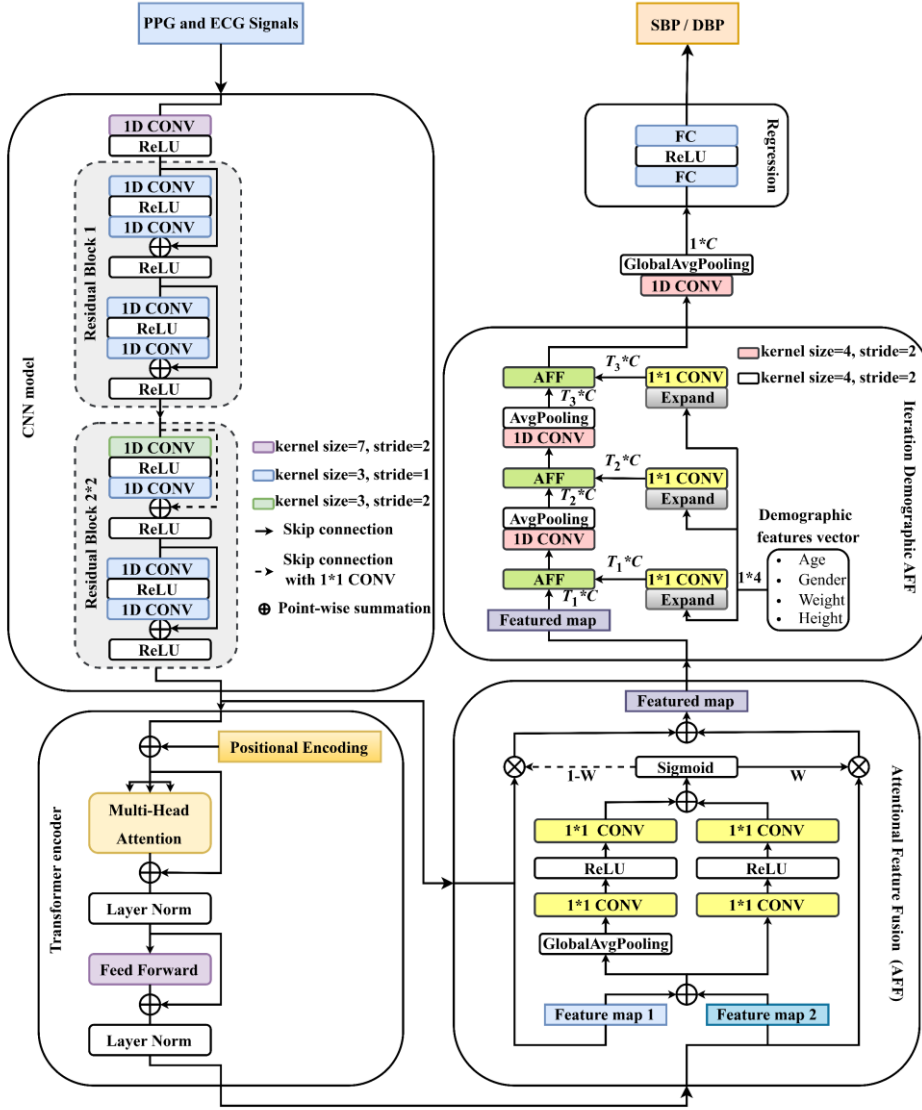 PPG and ECG Signals
CNN model
1D CONV
ReLU
Residual Block 1
1D CONV
ReLU
1D CONV
ReLU
1D CONV
ReLU
1D CONV
ReLU
Residual Block 2*2
1D CONV
ReLU
1D CONV
ReLU
1D CONV
ReLU
1D CONV
ReLU
kernel size=7, stride=2
kernel size=3, stride=1
kernel size=3, stride=2
Skip connection
Skip connection
with 1*1 CONV
Point-wise summation
Transformer encoder
Positional Encoding
Multi-Head
Attention
Layer Norm
Feed Forward
Layer Norm
SBP / DBP
Regression
FC
ReLU
FC
1*C
GlobalAvgPooling
1D CONV
Iteration Demographic AFF
kernel size=4, stride=2
kernel size=4, stride=2
AFF
T3*C
1*1 CONV
Expand
T3*C
AvgPooling
1D CONV
AFF
T2*C
1*1 CONV
Expand
T2*C
AvgPooling
1D CONV
AFF
T1*C
1*1 CONV
Expand
T1*C
Featured map
Demographic
features vector
1*4
• Age
• Gender
• Weight
• Height
Attentional Feature Fusion (AFF)
Featured map
1-W
Sigmoid
W
1*1 CONV
1*1 CONV
ReLU
ReLU
1*1 CONV
1*1 CONV
GlobalAvgPooling
Feature map 1
Feature map 2